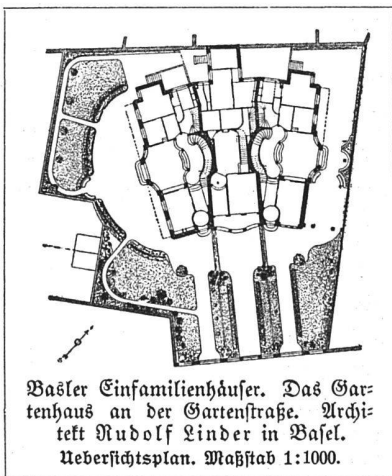 Basler Einfamilienhäuser. Das Gar-
tenhaus an der Gartenstraße. Archi-
tekt Rudolf Linder in Basel.
Uebersichtsplan. Maßstab 1:1000.